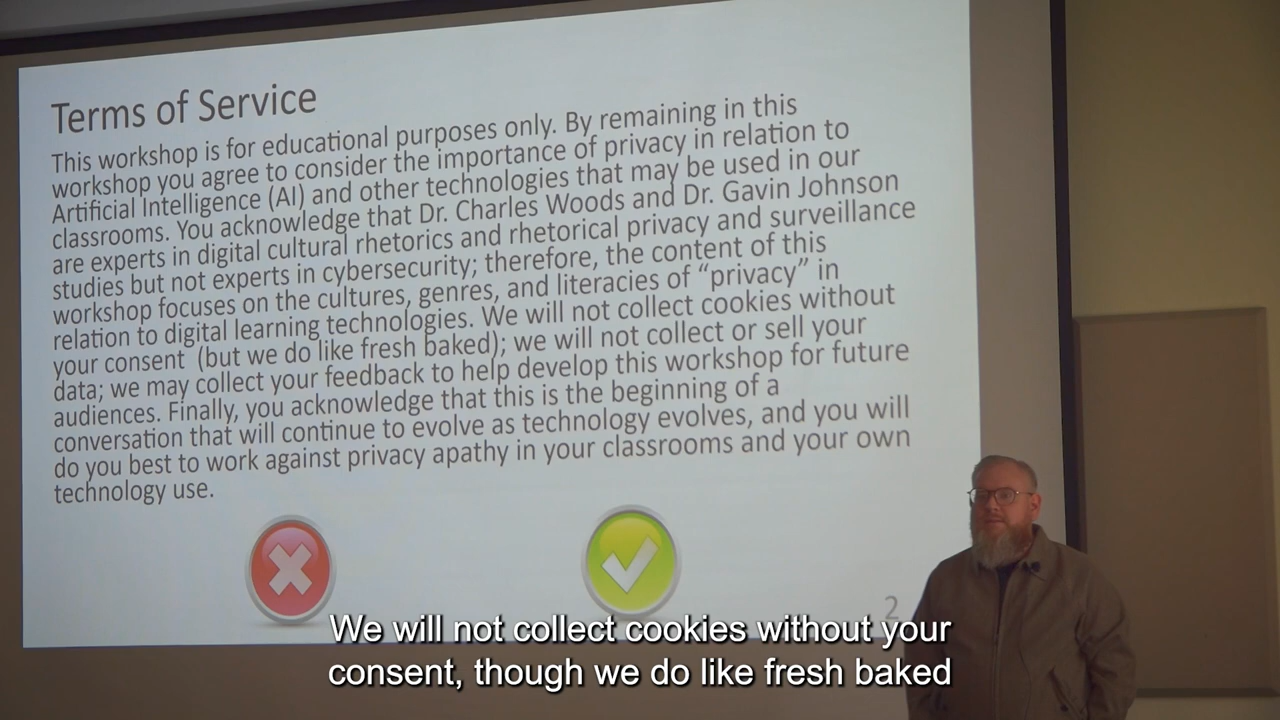 Terms of Service
This workshop is for educational purposes only. By remaining in this
workshop you agree to consider the importance of privacy in relation to
Artificial Intelligence (AI) and other technologies that may be used in our
classrooms. You acknowledge that Dr. Charles Woods and Dr. Gavin Johnson
are experts in digital cultural rhetorics and rhetorical privacy and surveillance
studies but not experts in cybersecurity; therefore, the content of this
workshop focuses on the cultures, genres, and literacies of “privacy” in
relation to digital learning technologies. We will not collect cookies without
your consent (but we do like fresh baked); we will not collect or sell your
data; we may collect your feedback to help develop this workshop for future
audiences. Finally, you acknowledge that this is the beginning of a
conversation that will continue to evolve as technology evolves, and you will
do you best to work against privacy apathy in your classrooms and your own
technology use.
2
We will not collect cookies without your
consent, though we do like fresh baked